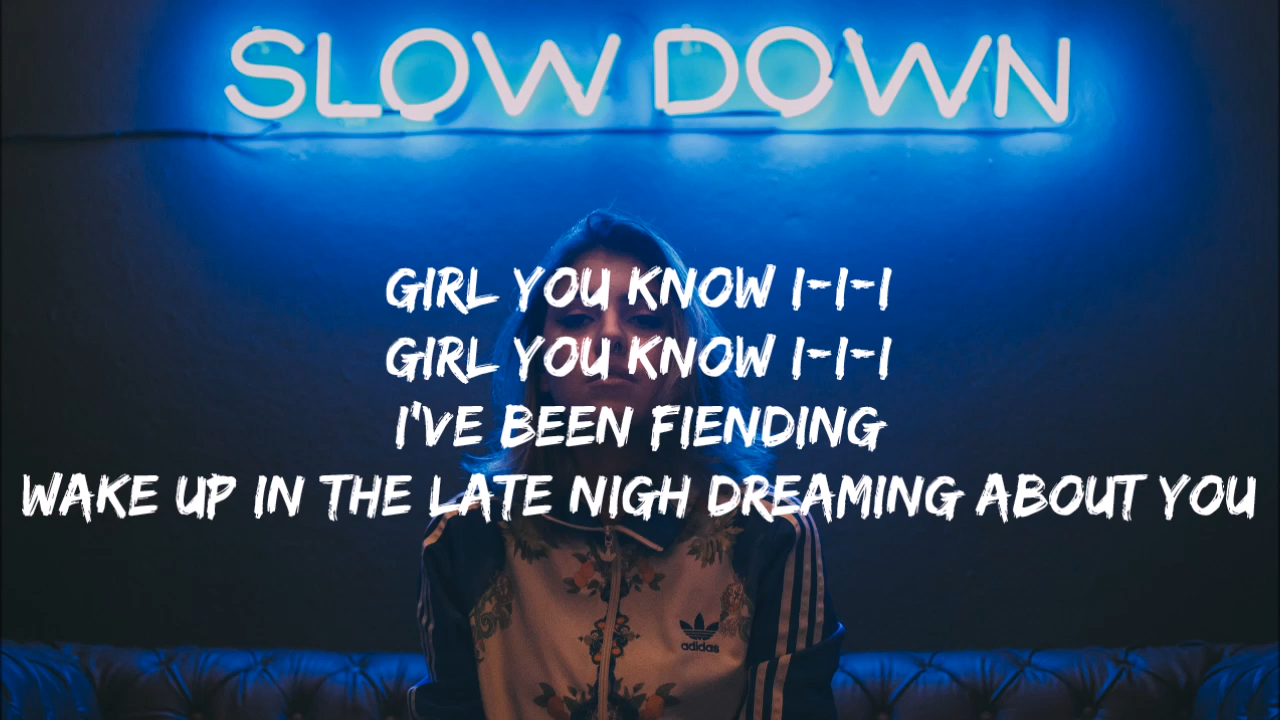 SLOW DOWN
GIRL YOU KNOW I-I-I
GIRL YOU KNOW I-I-I
I'VE BEEN FIENDING
WAKE UP IN THE LATE NIGH DREAMING ABOUT YOU
adidas